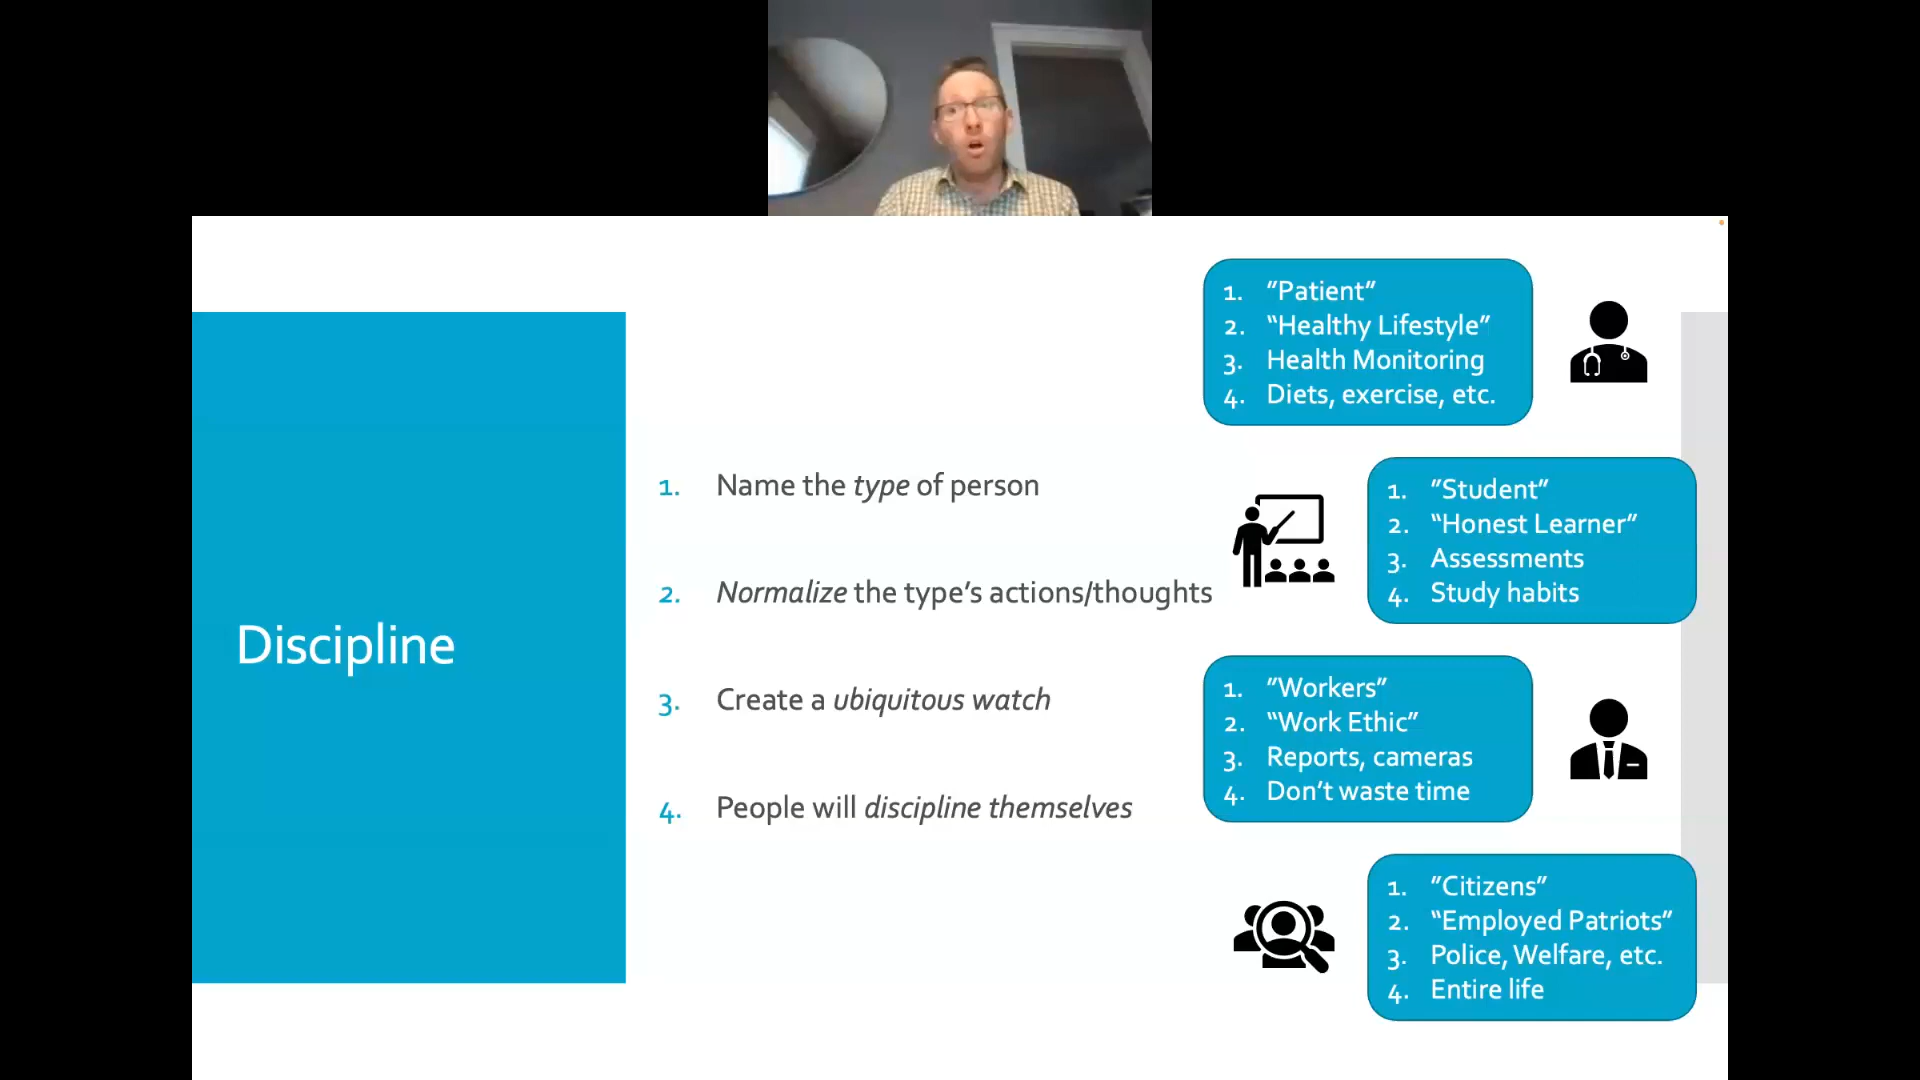 Discipline
1. Name the type of person
2. Normalize the type's actions/thoughts
3. Create a ubiquitous watch
4. People will discipline themselves
1. ”Patient”
2. “Healthy Lifestyle”
3. Health Monitoring
4. Diets, exercise, etc.
1. ”Student”
2. “Honest Learner”
3. Assessments
4. Study habits
1. ”Workers”
2. “Work Ethic”
3. Reports, cameras
4. Don’t waste time
1. ”Citizens”
2. “Employed Patriots”
3. Police, Welfare, etc.
4. Entire life